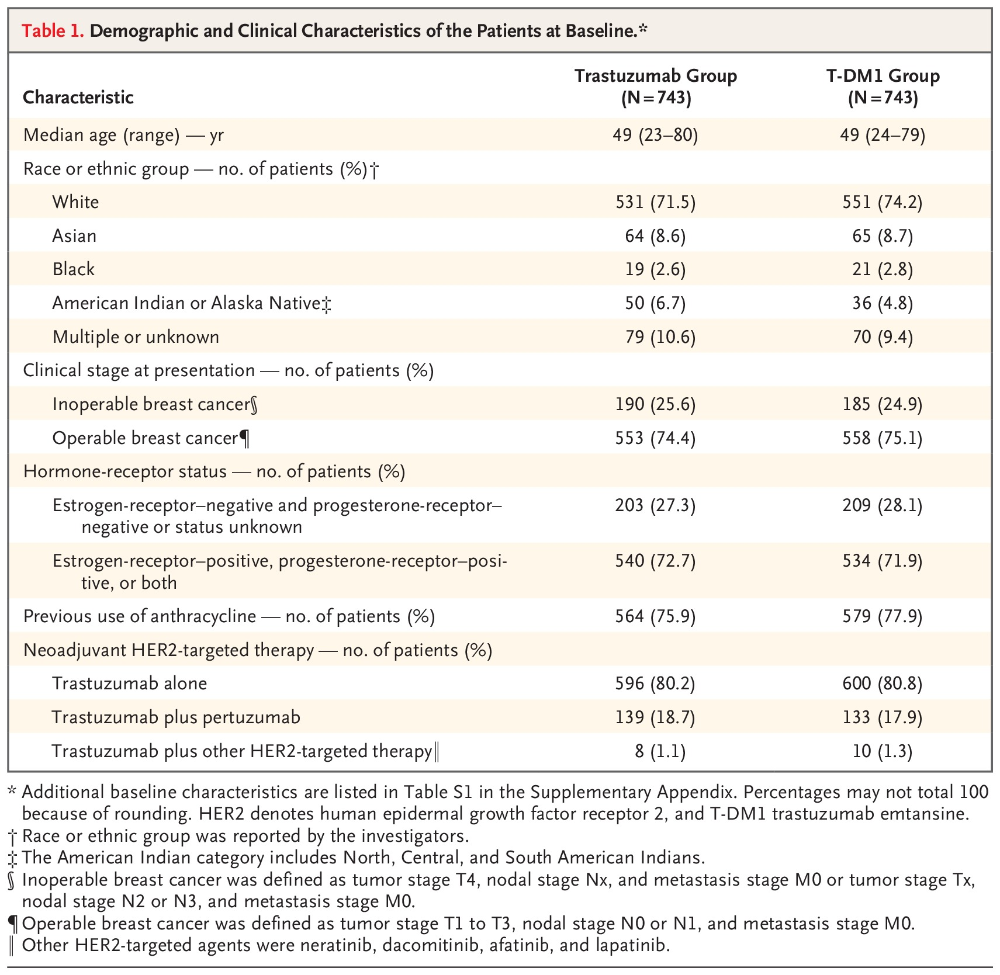 Table 1. Demographic and Clinical Characteristics of the Patients at Baseline.*
Characteristic Trastuzumab Group (N=743) T-DM1 Group (N=743)
Median age (range) — yr 49 (23–80) 49 (24–79)
Race or ethnic group — no. of patients (%)†
White 531 (71.5) 551 (74.2)
Asian 64 (8.6) 65 (8.7)
Black 19 (2.6) 21 (2.8)
American Indian or Alaska Native‡ 50 (6.7) 36 (4.8)
Multiple or unknown 79 (10.6) 70 (9.4)
Clinical stage at presentation — no. of patients (%)
Inoperable breast cancer§ 190 (25.6) 185 (24.9)
Operable breast cancer¶ 553 (74.4) 558 (75.1)
Hormone-receptor status — no. of patients (%)
Estrogen-receptor–negative and progesterone-receptor– 203 (27.3) 209 (28.1)
negative or status unknown
Estrogen-receptor–positive, progesterone-receptor–posi- 540 (72.7) 534 (71.9)
tive, or both
Previous use of anthracycline — no. of patients (%) 564 (75.9) 579 (77.9)
Neoadjuvant HER2-targeted therapy — no. of patients (%)
Trastuzumab alone 596 (80.2) 600 (80.8)
Trastuzumab plus pertuzumab 139 (18.7) 133 (17.9)
Trastuzumab plus other HER2-targeted therapy‖ 8 (1.1) 10 (1.3)
* Additional baseline characteristics are listed in Table S1 in the Supplementary Appendix. Percentages may not total 100
because of rounding. HER2 denotes human epidermal growth factor receptor 2, and T-DM1 trastuzumab emtansine.
† Race or ethnic group was reported by the investigators.
‡ The American Indian category includes North, Central, and South American Indians.
§ Inoperable breast cancer was defined as tumor stage T4, nodal stage Nx, and metastasis stage M0 or tumor stage Tx,
nodal stage N2 or N3, and metastasis stage M0.
¶ Operable breast cancer was defined as tumor stage T1 to T3, nodal stage N0 or N1, and metastasis stage M0.
‖ Other HER2-targeted agents were neratinib, dacomitinib, afatinib, and lapatinib.